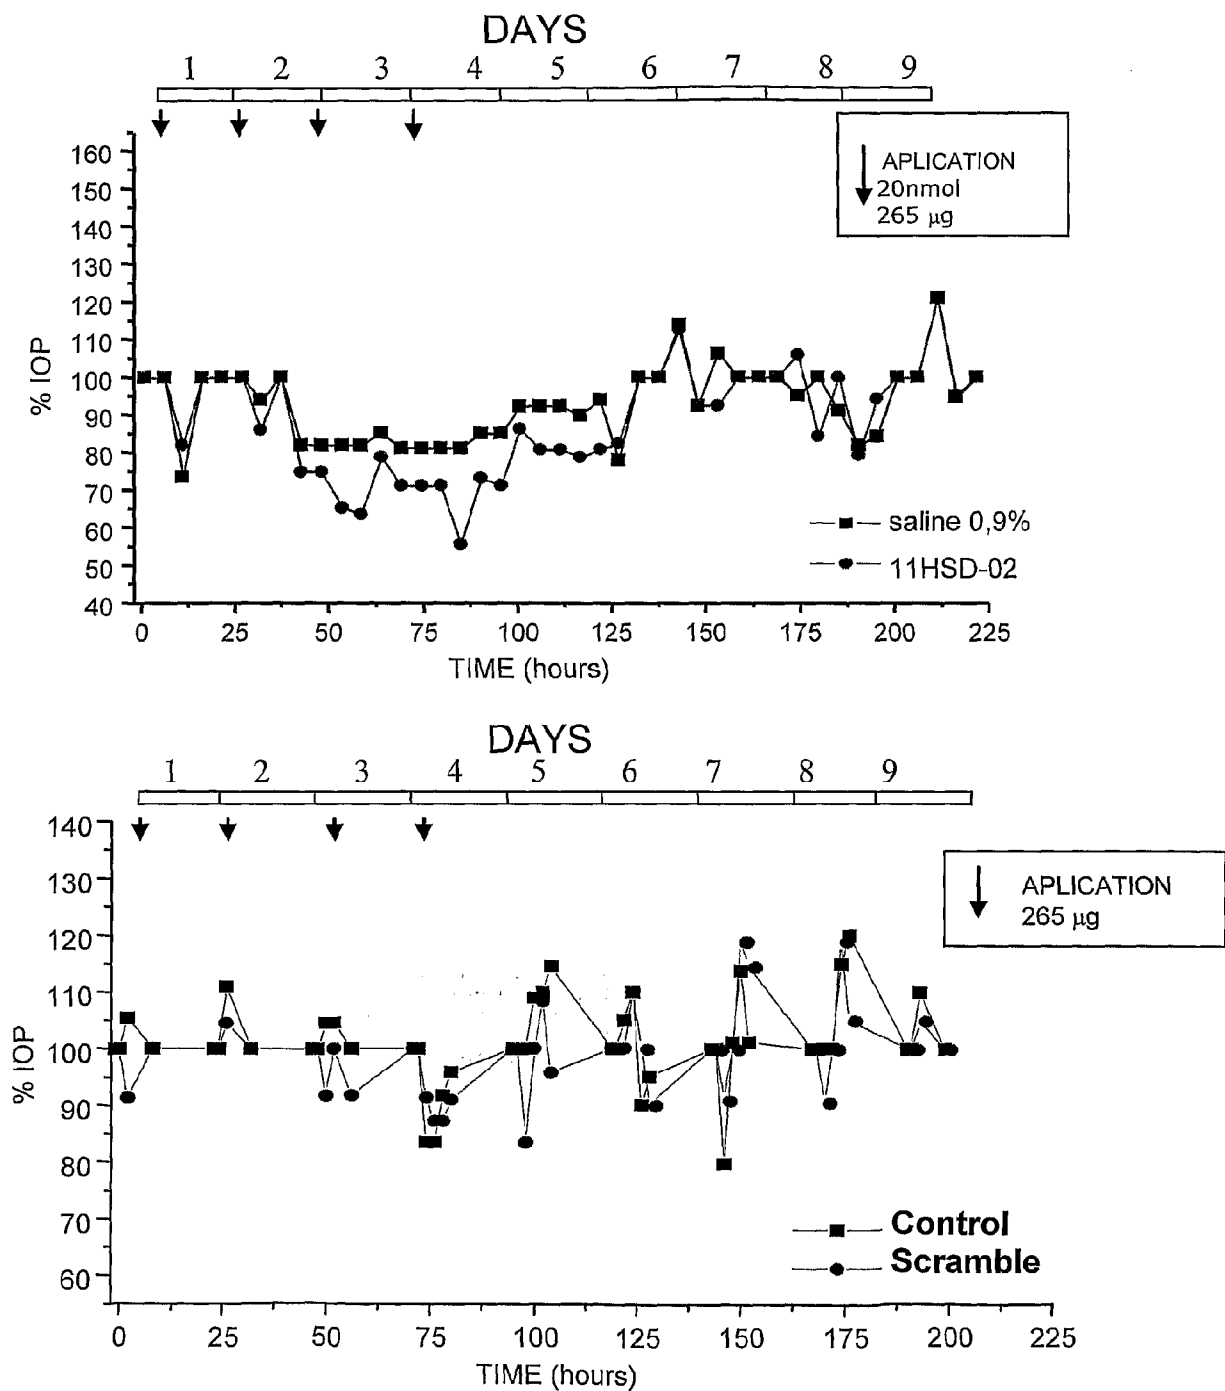 DAYS
1 2 3 4 5 6 7 8 9
APLICATION
20nmol
265 µg
160
150
140
130
120
110
100
90
80
70
60
50
40
% IOP
saline 0,9%
11HSD-02
0 25 50 75 100 125 150 175 200 225
TIME (hours)
DAYS
1 2 3 4 5 6 7 8 9
APLICATION
265 µg
140
130
120
110
100
90
80
70
60
% IOP
Control
Scramble
0 25 50 75 100 125 150 175 200 225
TIME (hours)